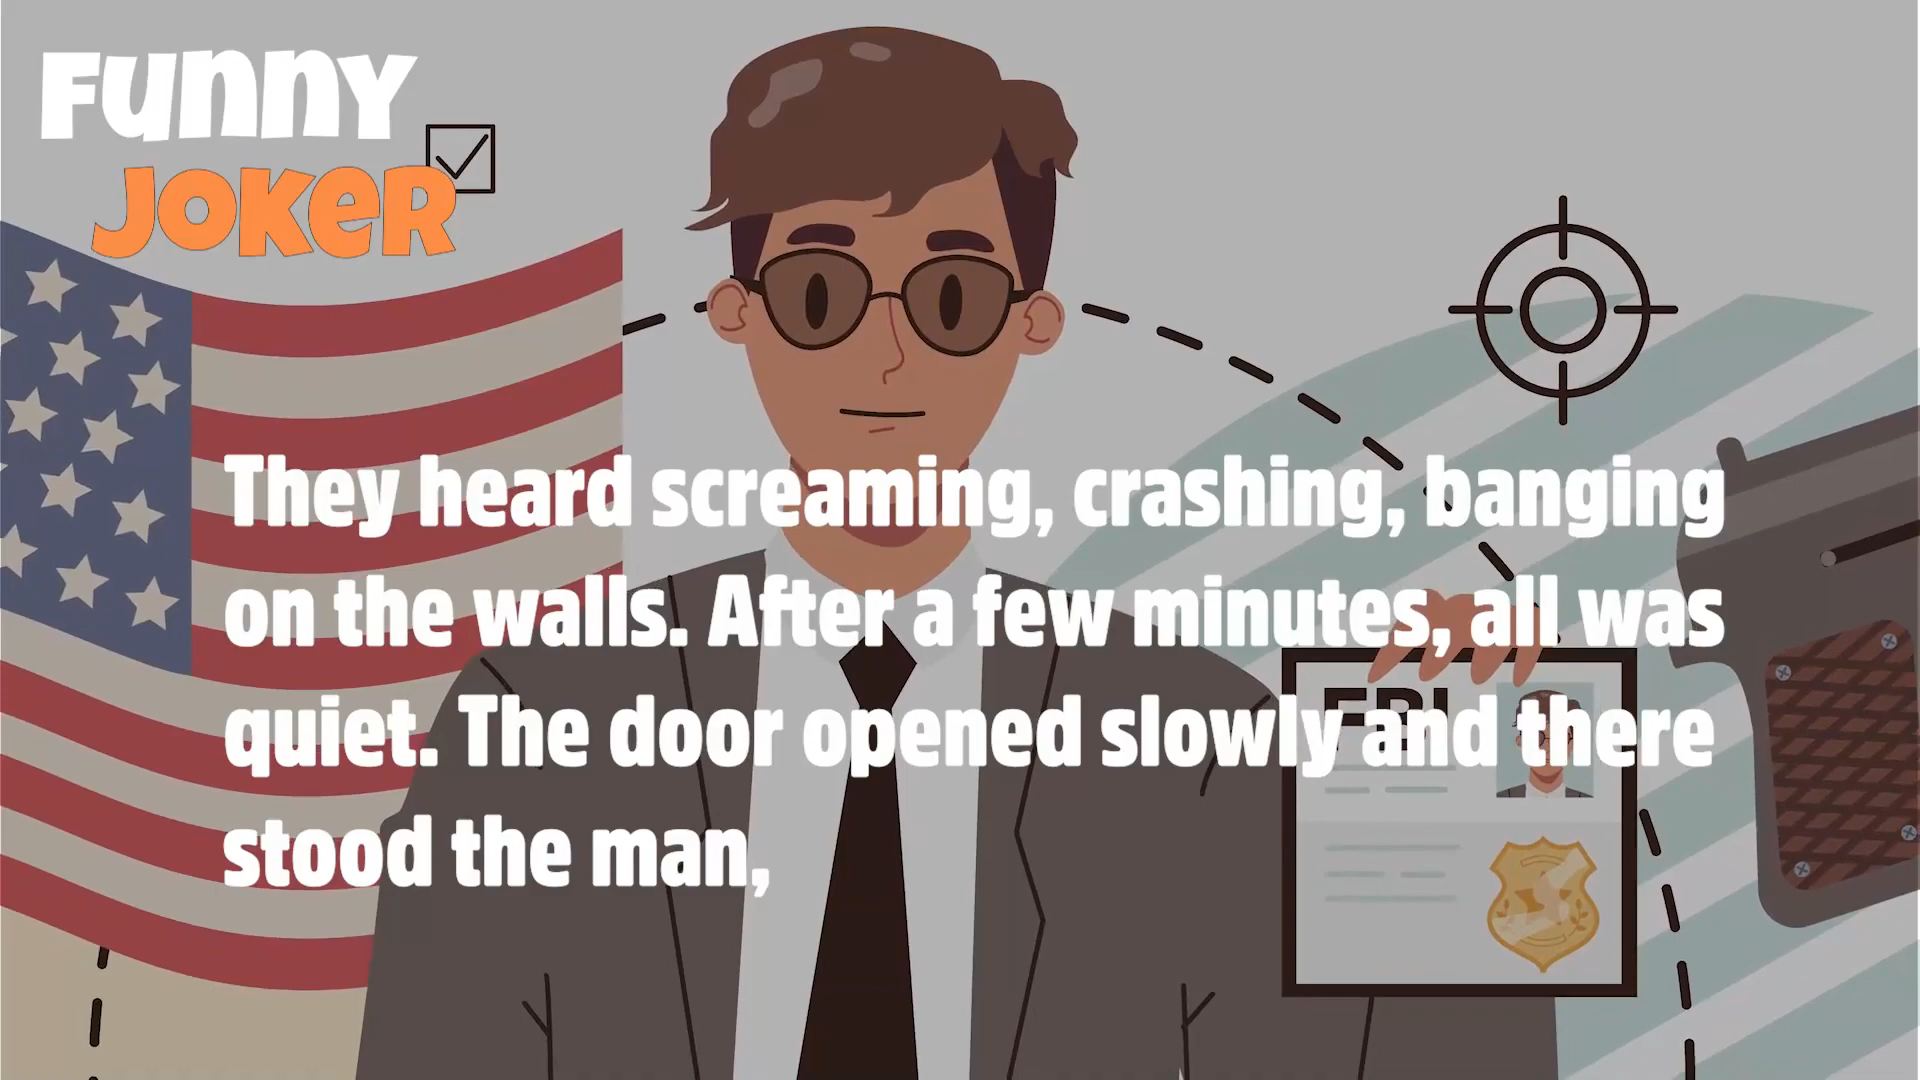 Funny
Joker
They heard screaming, crashing, banging
on the walls. After a few minutes, all was
quiet. The door opened slowly and there
stood the man,
FBI